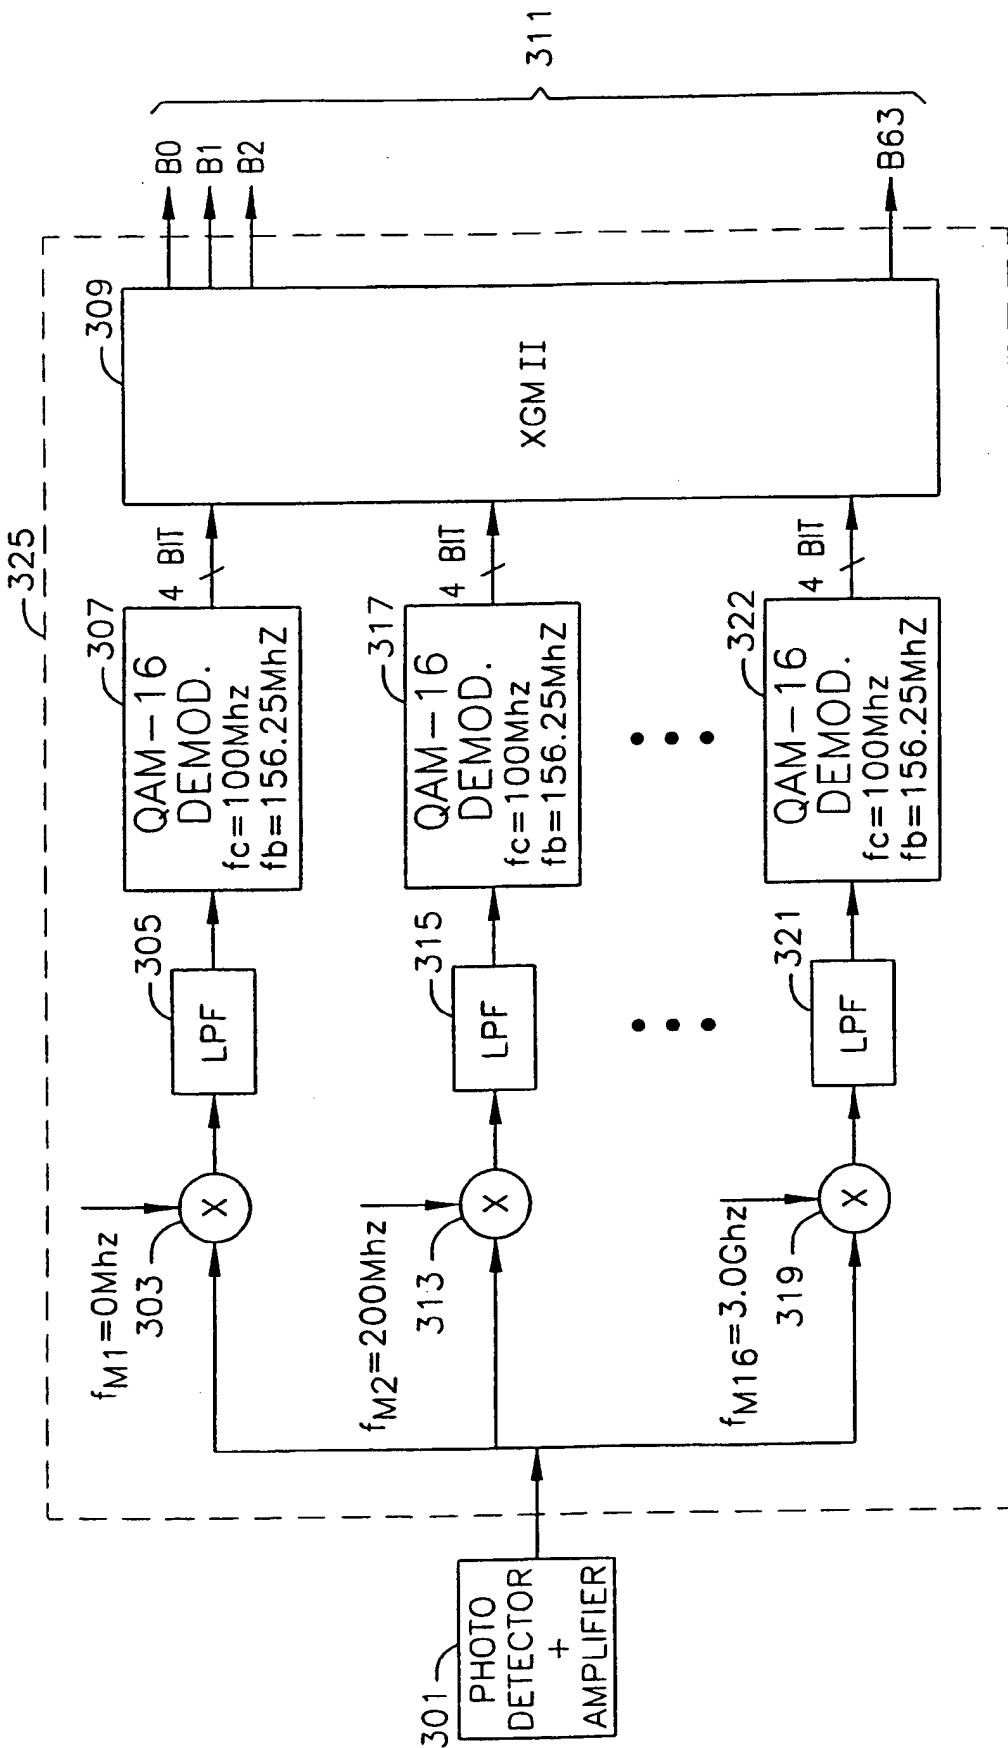 325
301
PHOTO
DETECTOR
+
AMPLIFIER
fM1=0Mhz
303
X
305
LPF
307
QAM-16
DEMOD.
fc=100Mhz
fb=156.25MhZ
4 BIT
fM2=200Mhz
313
X
315
LPF
317
QAM-16
DEMOD.
fc=100Mhz
fb=156.25MhZ
4 BIT
fM16=3.0Ghz
319
X
321
LPF
322
QAM-16
DEMOD.
fc=100Mhz
fb=156.25MhZ
4 BIT
309
XGM II
B0
B1
B2
B63
311